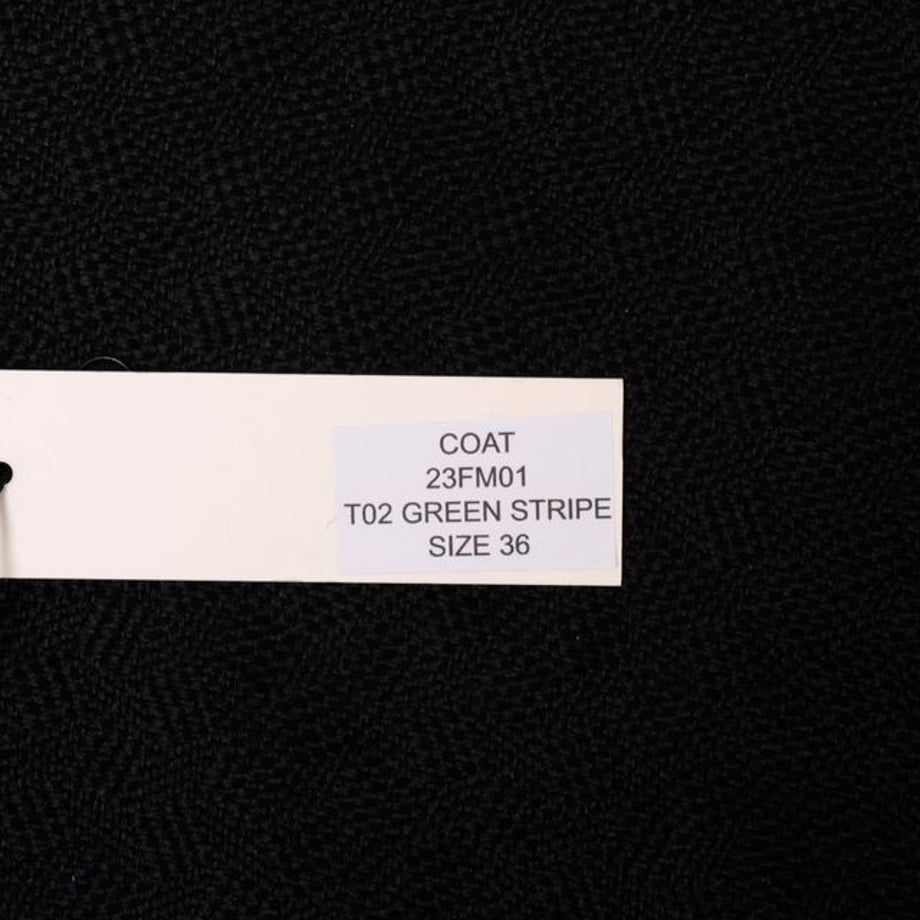 COAT
23FM01
T02 GREEN STRIPE
SIZE 36